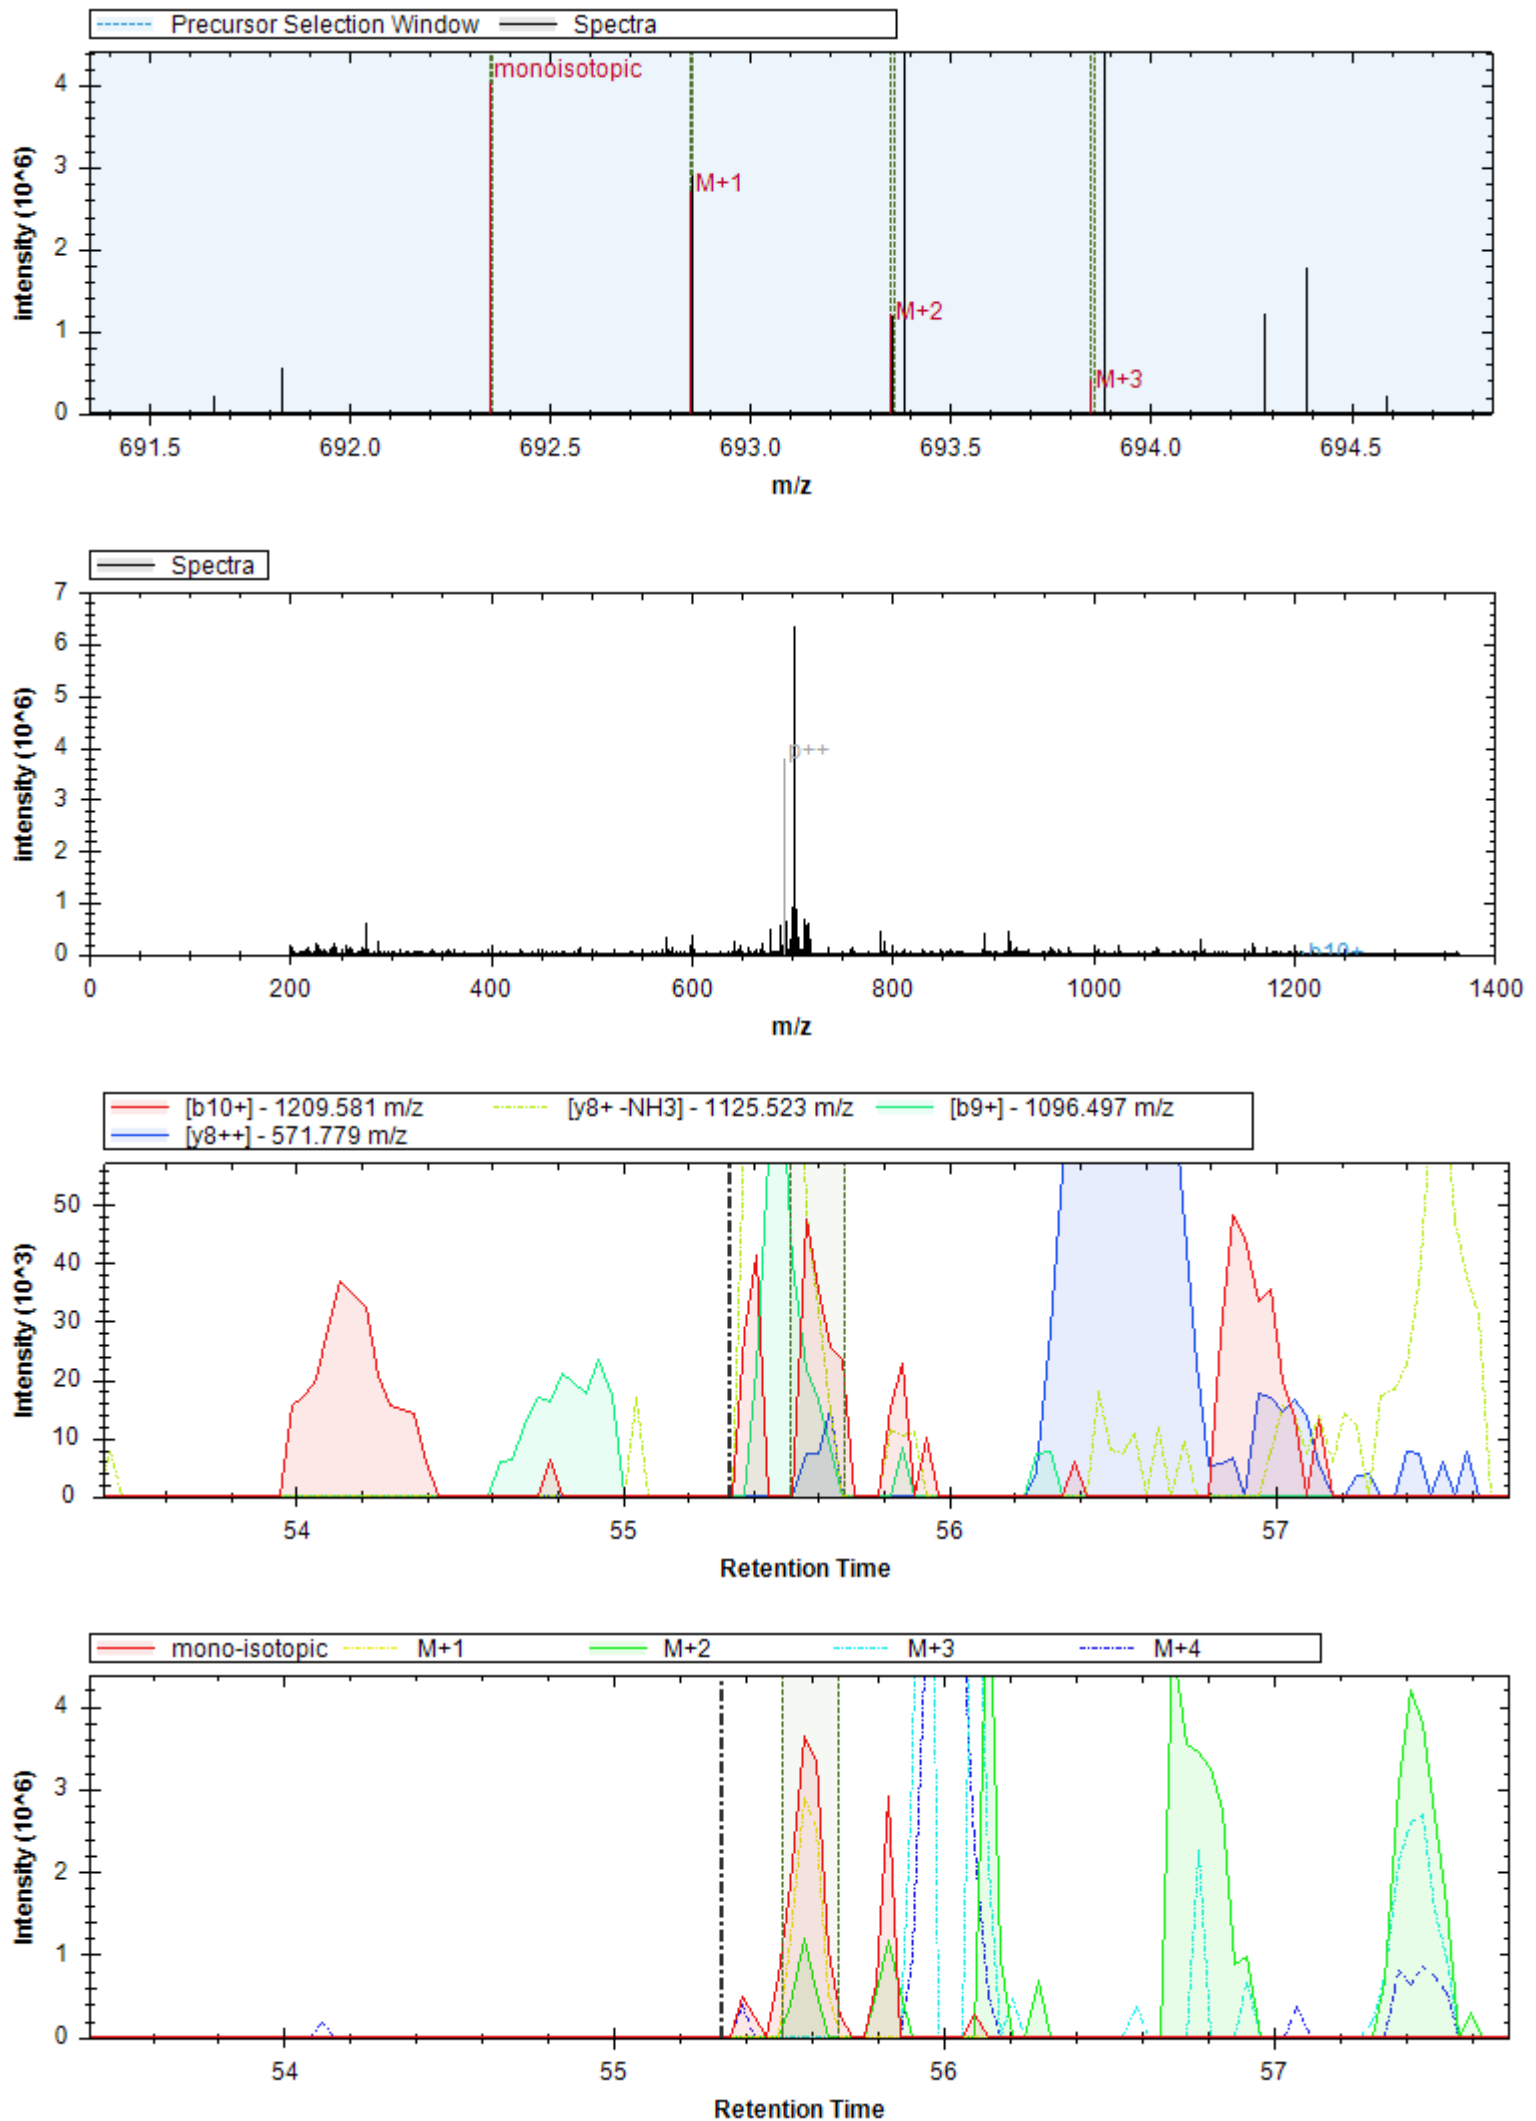 Precursor Selection Window Spectra
intensity (10^6)
4
3
2
1
0
monoisotopic
M+1
M+2
M+3
691.5 692.0 692.5 693.0 693.5 694.0 694.5
m/z
Spectra
intensity (10^6)
7
6
5
4
3
2
1
0
p++
b10+
0 200 400 600 800 1000 1200 1400
m/z
[b10+] - 1209.581 m/z [y8+ -NH3] - 1125.523 m/z [b9+] - 1096.497 m/z
[y8++] - 571.779 m/z
Intensity (10^3)
50
40
30
20
10
0
54 55 56 57
Retention Time
mono-isotopic M+1 M+2 M+3 M+4
Intensity (10^6)
4
3
2
1
0
54 55 56 57
Retention Time